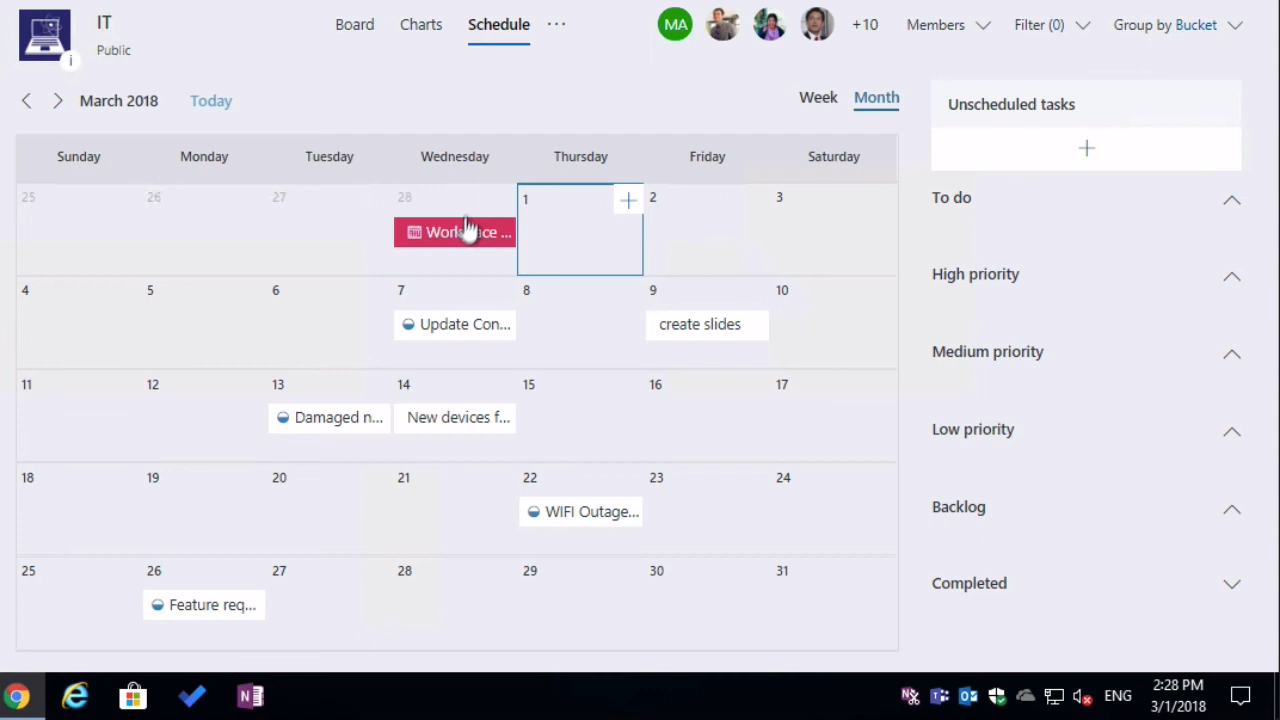 IT
Public
Board Charts Schedule ···
MA +10 Members Filter (0) Group by Bucket
March 2018 Today
Week Month
Unscheduled tasks
Sunday Monday Tuesday Wednesday Thursday Friday Saturday
25 26 27 28 1 2 3
4 5 6 7 8 9 10
Update Con... create slides
11 12 13 14 15 16 17
Damaged n... New devices f...
18 19 20 21 22 23 24
WIFI Outage...
25 26 27 28 29 30 31
Feature req...
To do
High priority
Medium priority
Low priority
Backlog
Completed
ENG
2:28 PM
3/1/2018